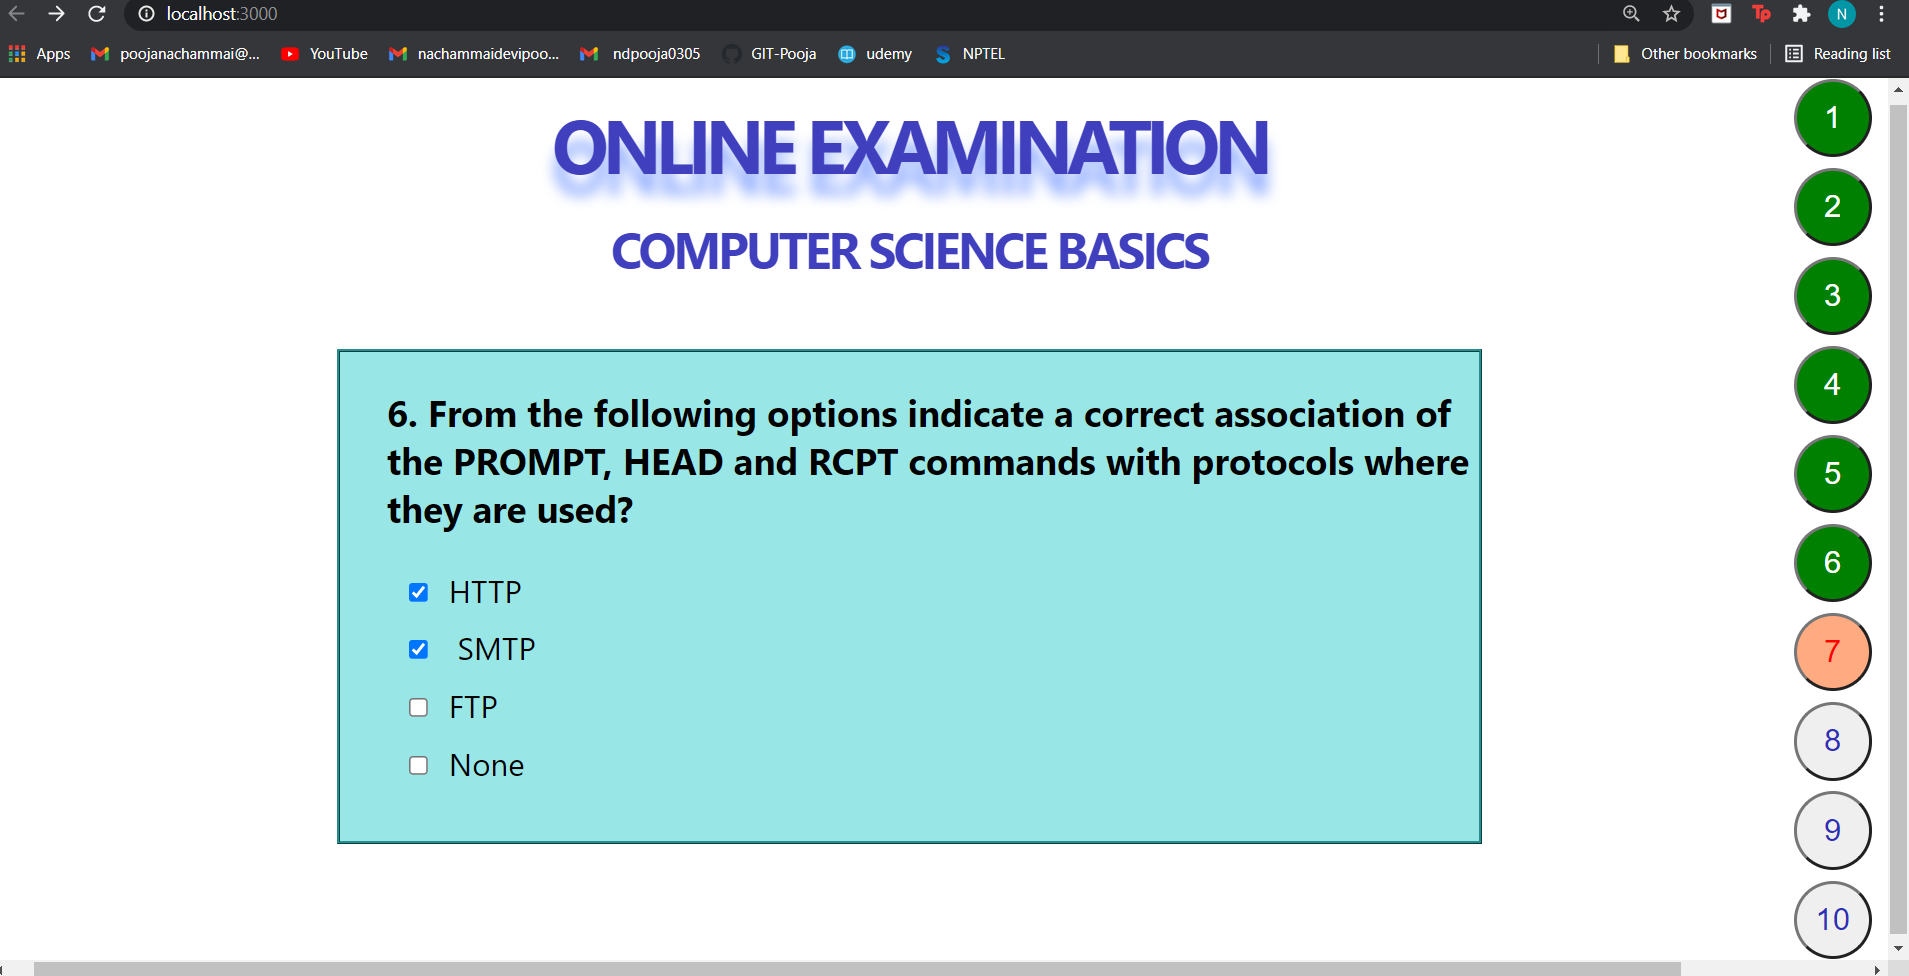 localhost:3000
Tp
N
Apps
poojanachammai@...
YouTube
nachammaidevipoo...
ndpooja0305
GIT-Pooja
udemy
NPTEL
Other bookmarks
Reading list
ONLINE EXAMINATION
COMPUTER SCIENCE BASICS
6. From the following options indicate a correct association of
the PROMPT, HEAD and RCPT commands with protocols where
they are used?
HTTP
SMTP
FTP
None
1
2
3
4
5
6
7
8
9
10